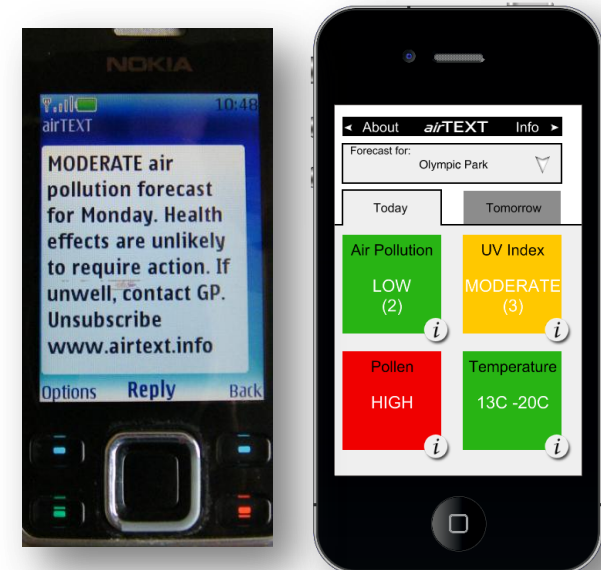 NOKIA
10:48
airTEXT
MODERATE air
pollution forecast
for Monday. Health
effects are unlikely
to require action. If
unwell, contact GP.
Unsubscribe
www.airtext.info
Options Reply Back
About airTEXT Info
Forecast for:
Olympic Park
Today Tomorrow
Air Pollution
LOW
(2)
i
UV Index
MODERATE
(3)
i
Pollen
HIGH
i
Temperature
13C -20C
i